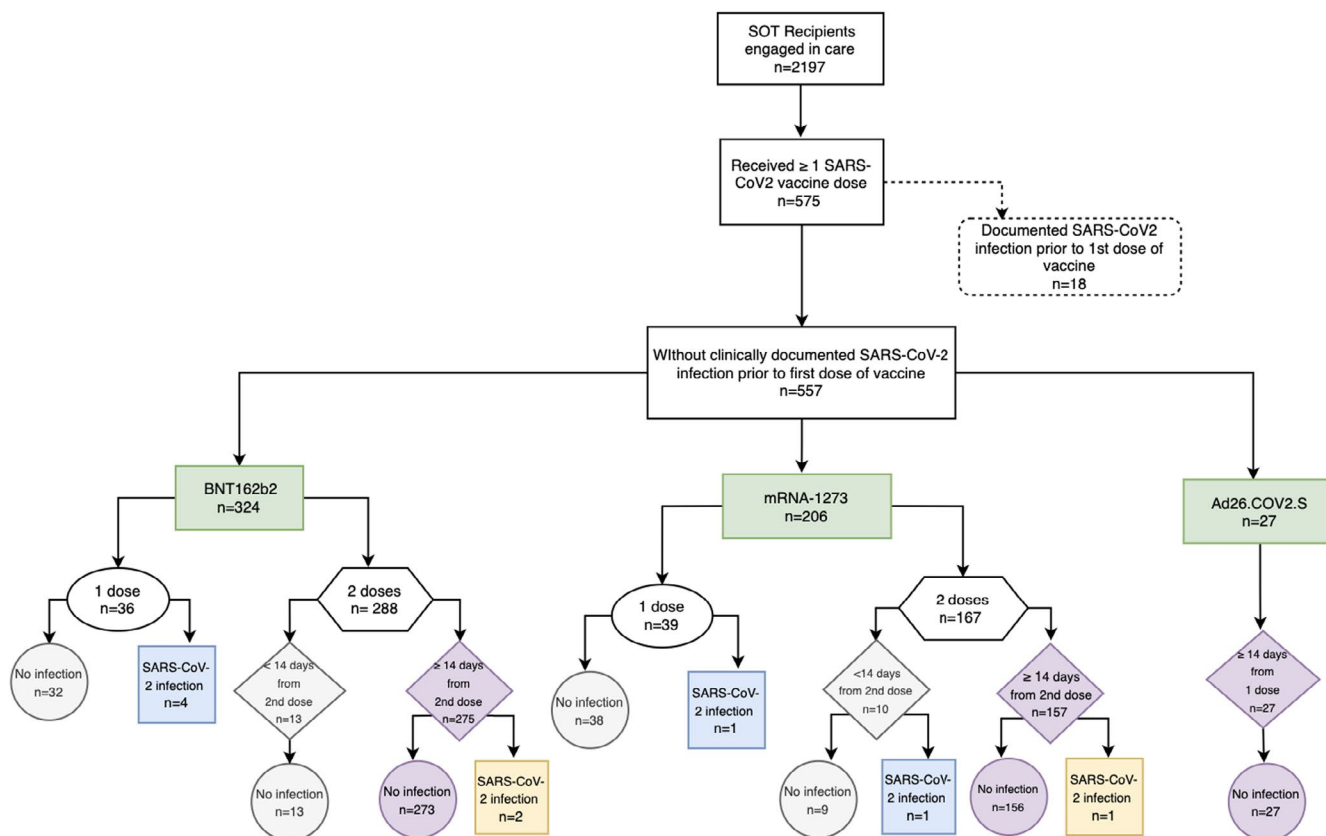 SOT Recipients
engaged in care
n=2197
Received ≥ 1 SARS-
CoV2 vaccine dose
n=575
Documented SARS-CoV2
infection prior to 1st dose of
vaccine
n=18
WIthout clinically documented SARS-CoV-2
infection prior to first dose of vaccine
n=557
BNT162b2
n=324
mRNA-1273
n=206
Ad26.COV2.S
n=27
1 dose
n=36
2 doses
n= 288
1 dose
n=39
2 doses
n=167
No infection
n=32
SARS-CoV-
2 infection
n=4
< 14 days
from
2nd dose
n=13
≥ 14 days
from
2nd dose
n=275
No infection
n=38
SARS-CoV-
2 infection
n=1
<14 days
from 2nd dose
n=10
≥ 14 days
from 2nd dose
n=157
≥ 14 days
from
1 dose
n=27
No infection
n=13
No infection
n=273
SARS-CoV-
2 infection
n=2
No infection
n=9
SARS-CoV-
2 infection
n=1
No infection
n=156
SARS-CoV-
2 infection
n=1
No infection
n=27